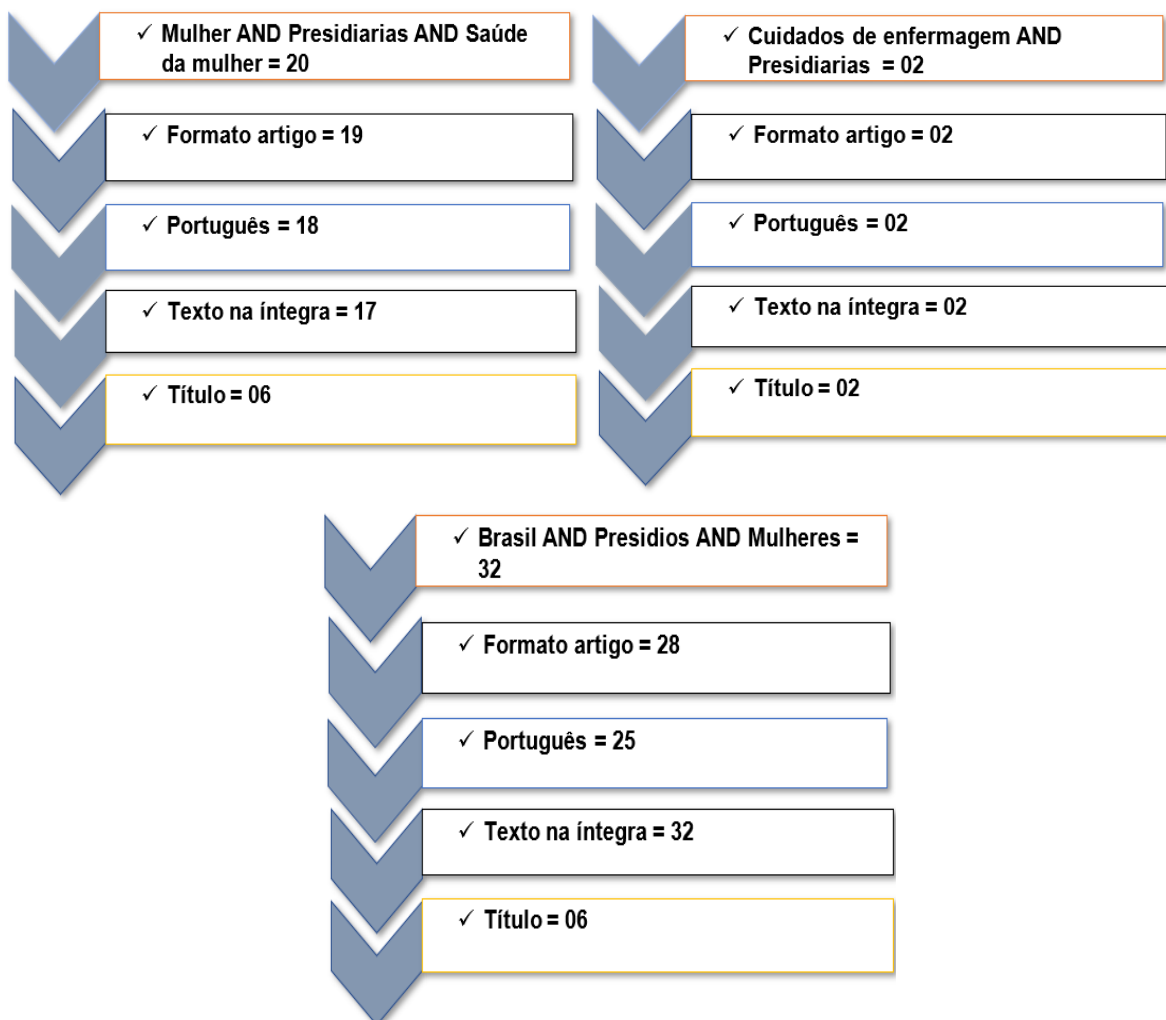 ✓ Mulher AND Presidiarias AND Saúde
da mulher = 20
✓ Formato artigo = 19
✓ Português = 18
✓ Texto na íntegra = 17
✓ Título = 06
✓ Cuidados de enfermagem AND
Presidiarias = 02
✓ Formato artigo = 02
✓ Português = 02
✓ Texto na íntegra = 02
✓ Título = 02
✓ Brasil AND Presidios AND Mulheres =
32
✓ Formato artigo = 28
✓ Português = 25
✓ Texto na íntegra = 32
✓ Título = 06